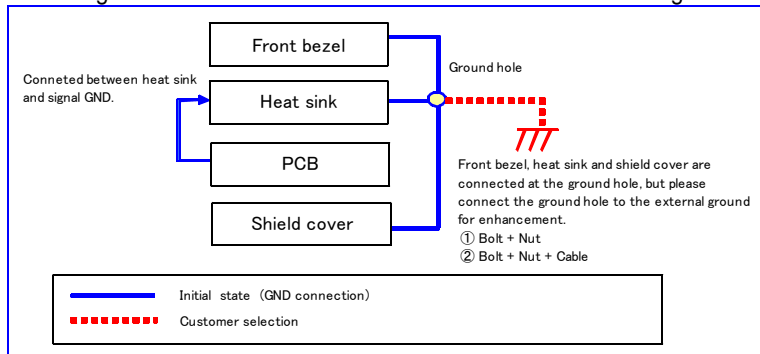 Front bezel
Ground hole
Conneted between heat sink
and signal GND.
Heat sink
PCB
Front bezel, heat sink and shield cover are
connected at the ground hole, but please
connect the ground hole to the external ground
for enhancement.
① Bolt + Nut
② Bolt + Nut + Cable
Shield cover
Initial state (GND connection)
Customer selection